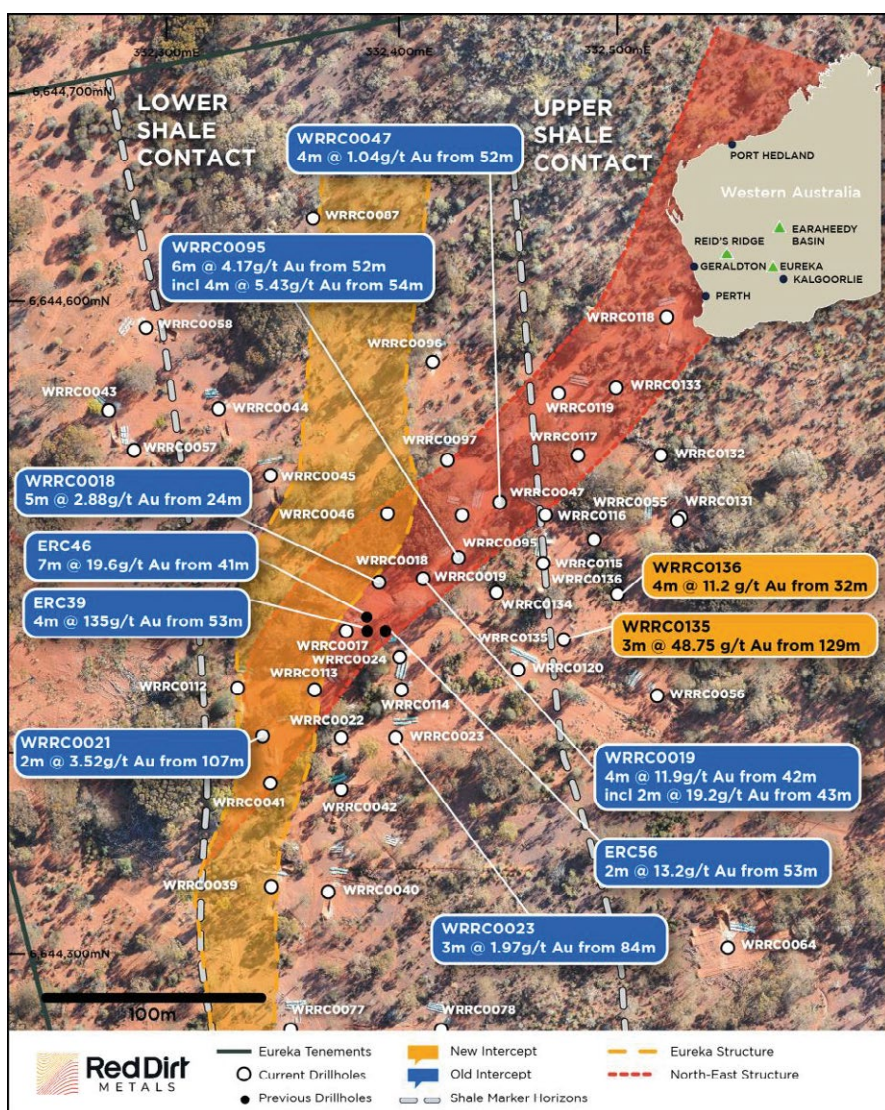 332,300mE
332,400mE
332,500mE
6,644,700mN
LOWER
SHALE
CONTACT
UPPER
SHALE
CONTACT
WRRC0047
4m @ 1.04g/t Au from 52m
PORT HEDLAND
Western Australia
EARAHEEDY
BASIN
REID'S RIDGE
GERALDTON
EUREKA
KALGOORLIE
PERTH
WRRC0087
WRRC0095
6m @ 4.17g/t Au from 52m
incl 4m @ 5.43g/t Au from 54m
6,644,600mN
WRRC0058
WRRC0118
WRRC0096
WRRC0043
WRRC0044
WRRC0133
WRRC0119
WRRC0057
WRRC0097
WRRC0117
WRRC0132
WRRC0045
WRRC0018
5m @ 2.88g/t Au from 24m
WRRC0046
WRRC0047
WRRC0055
WRRC0131
WRRC0116
ERC46
7m @ 19.6g/t Au from 41m
WRRC0095
WRRC0018
WRRC0019
WRRC0115
WRRC0136
WRRC0136
4m @ 11.2 g/t Au from 32m
ERC39
4m @ 135g/t Au from 53m
WRRC0134
WRRC0017
WRRC0024
WRRC0135
WRRC0135
3m @ 48.75 g/t Au from 129m
WRRC0120
WRRC0112
WRRC0113
WRRC0114
WRRC0056
WRRC0022
WRRC0023
WRRC0021
2m @ 3.52g/t Au from 107m
WRRC0019
4m @ 11.9g/t Au from 42m
incl 2m @ 19.2g/t Au from 43m
WRRC0041
WRRC0042
ERC56
2m @ 13.2g/t Au from 53m
WRRC0039
WRRC0040
WRRC0023
3m @ 1.97g/t Au from 84m
WRRC0064
6,644,300mN
100m
WRRC0077
WRRC0078
Red Dirt
METALS
Eureka Tenements
Current Drillholes
Previous Drillholes
New Intercept
Old Intercept
Shale Marker Horizons
Eureka Structure
North-East Structure